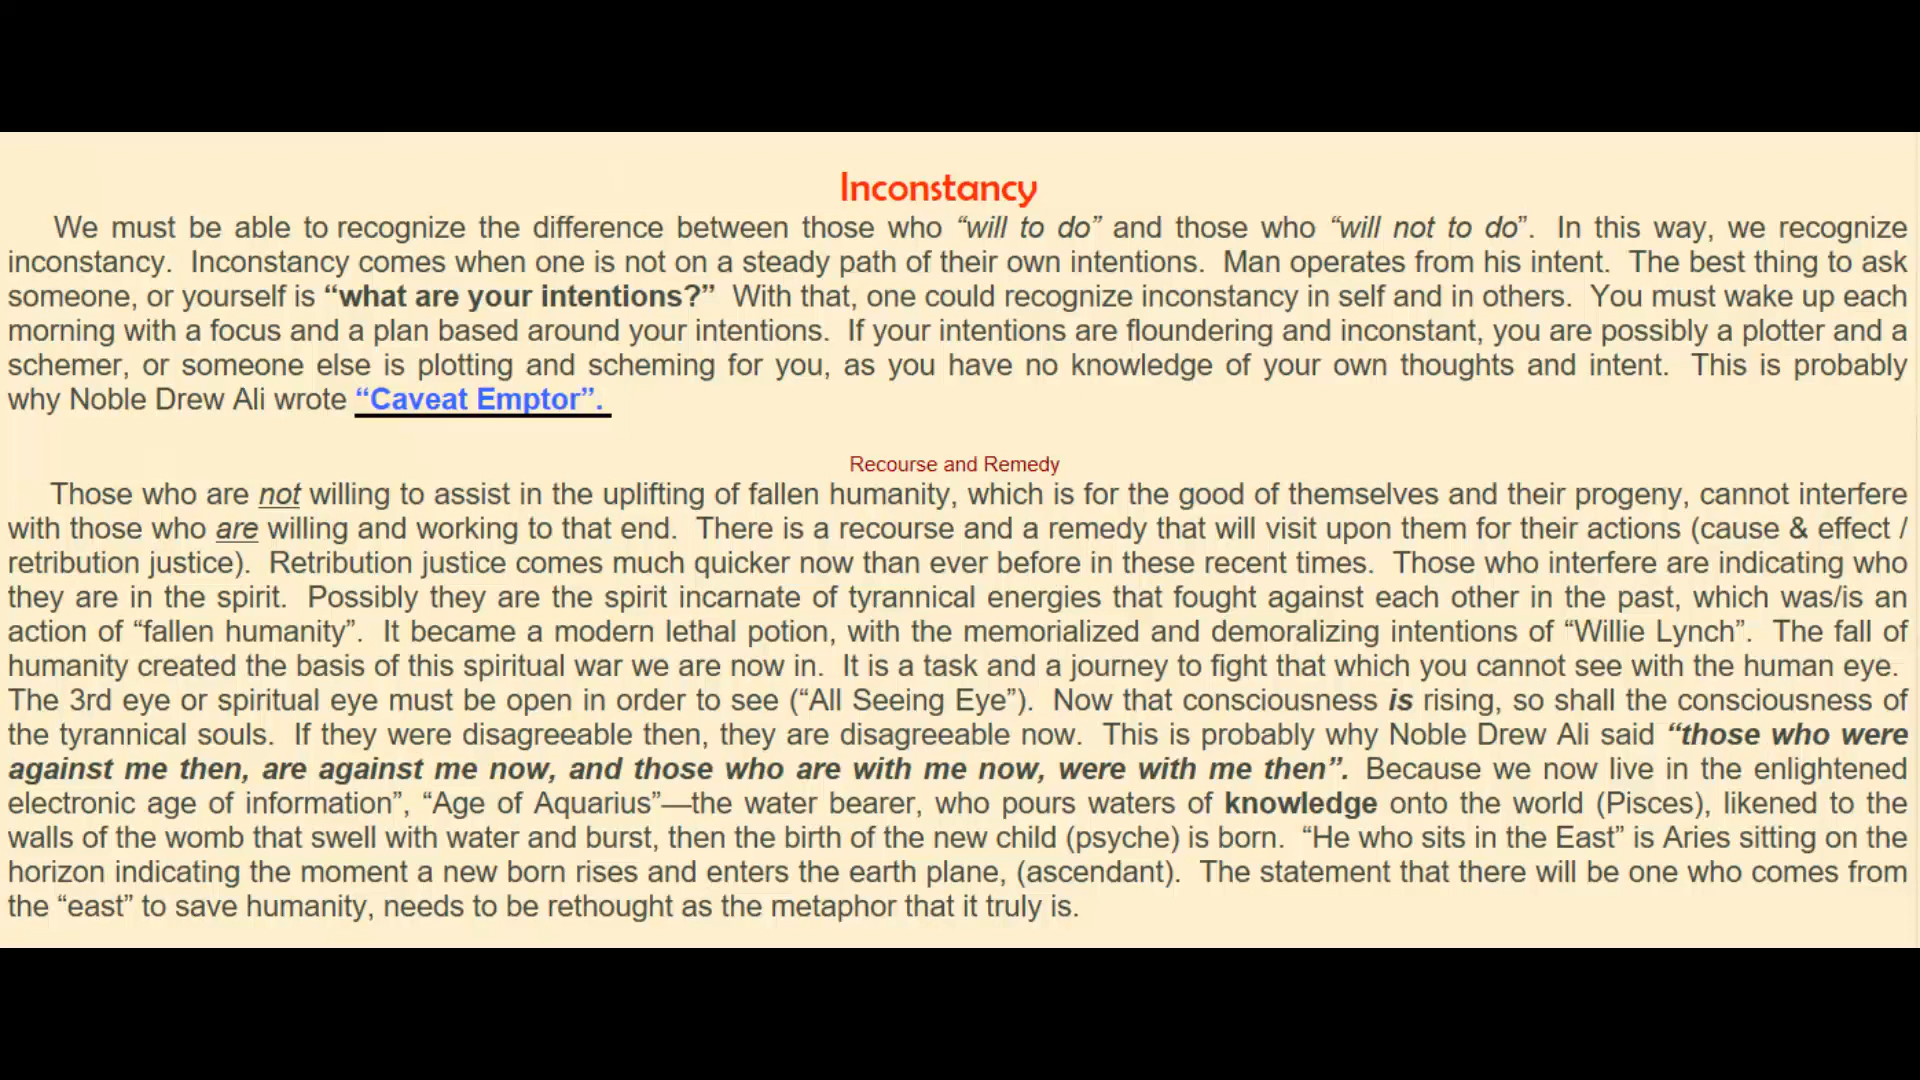 Inconstancy
We must be able to recognize the difference between those who “will to do” and those who “will not to do”. In this way, we recognize
inconstancy. Inconstancy comes when one is not on a steady path of their own intentions. Man operates from his intent. The best thing to ask
someone, or yourself is “what are your intentions?” With that, one could recognize inconstancy in self and in others. You must wake up each
morning with a focus and a plan based around your intentions. If your intentions are floundering and inconstant, you are possibly a plotter and a
schemer, or someone else is plotting and scheming for you, as you have no knowledge of your own thoughts and intent. This is probably
why Noble Drew Ali wrote “Caveat Emptor”.
Recourse and Remedy
Those who are not willing to assist in the uplifting of fallen humanity, which is for the good of themselves and their progeny, cannot interfere
with those who are willing and working to that end. There is a recourse and a remedy that will visit upon them for their actions (cause & effect /
retribution justice). Retribution justice comes much quicker now than ever before in these recent times. Those who interfere are indicating who
they are in the spirit. Possibly they are the spirit incarnate of tyrannical energies that fought against each other in the past, which was/is an
action of “fallen humanity”. It became a modern lethal potion, with the memorialized and demoralizing intentions of “Willie Lynch”. The fall of
humanity created the basis of this spiritual war we are now in. It is a task and a journey to fight that which you cannot see with the human eye.
The 3rd eye or spiritual eye must be open in order to see (“All Seeing Eye”). Now that consciousness is rising, so shall the consciousness of
the tyrannical souls. If they were disagreeable then, they are disagreeable now. This is probably why Noble Drew Ali said “those who were
against me then, are against me now, and those who are with me now, were with me then”. Because we now live in the enlightened
electronic age of information”, “Age of Aquarius”—the water bearer, who pours waters of knowledge onto the world (Pisces), likened to the
walls of the womb that swell with water and burst, then the birth of the new child (psyche) is born. “He who sits in the East” is Aries sitting on the
horizon indicating the moment a new born rises and enters the earth plane, (ascendant). The statement that there will be one who comes from
the “east” to save humanity, needs to be rethought as the metaphor that it truly is.